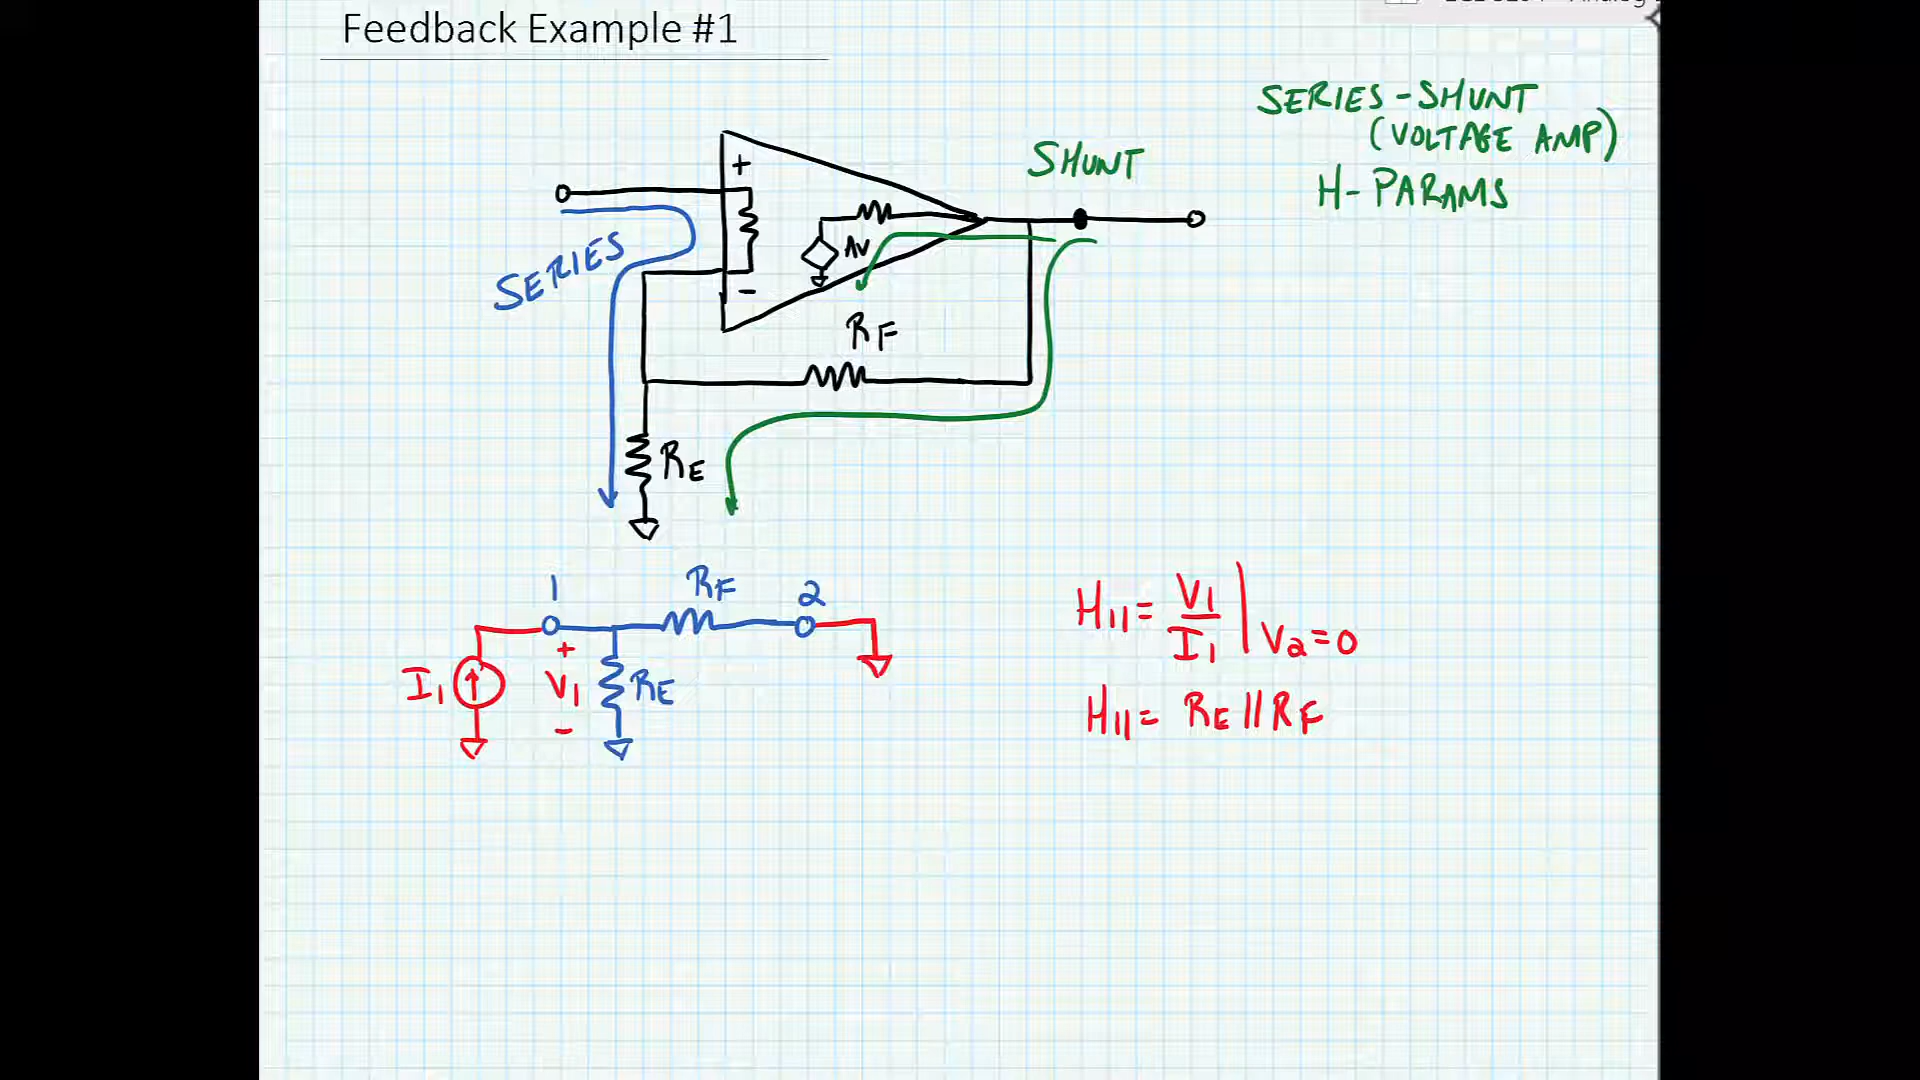 Feedback Example #1
SERIES - SHUNT
(VOLTAGE AMP)
H- PARAMS
SHUNT
+
SERIES
AV
−
RF
RE
1
RF
2
I1
+
V1
−
RE
H11 = V1 / I1 | V2=0
H11 = RE || RF